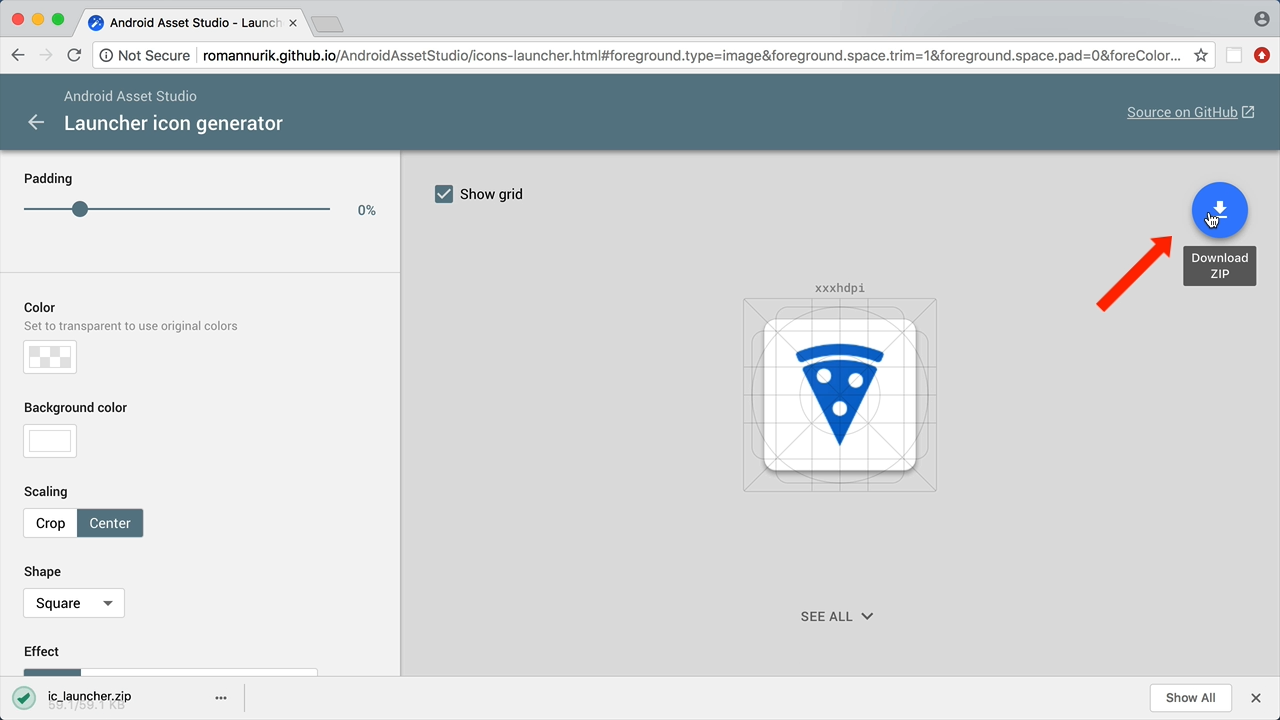 Android Asset Studio - Launch
Not Secure
romannurik.github.io/AndroidAssetStudio/icons-launcher.html#foreground.type=image&foreground.space.trim=1&foreground.space.pad=0&foreColor...
Android Asset Studio
Launcher icon generator
Source on GitHub
Padding
0%
Show grid
Download
ZIP
xxxhdpi
Color
Set to transparent to use original colors
Background color
Scaling
Crop
Center
Shape
Square
SEE ALL
Effect
ic_launcher.zip
59.1/59.1 KB
Show All